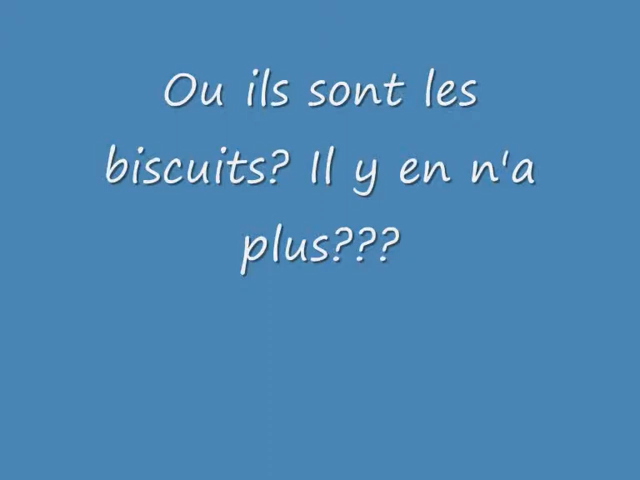 Ou ils sont les
biscuits? Il y en n'a
plus???